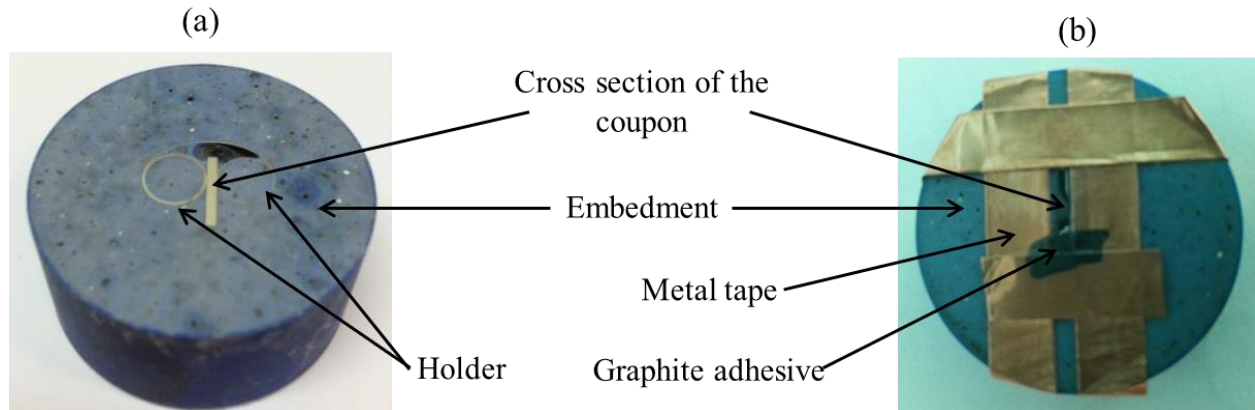 (a)
(b)
Cross section of the
coupon
Embedment
Metal tape
Holder
Graphite adhesive